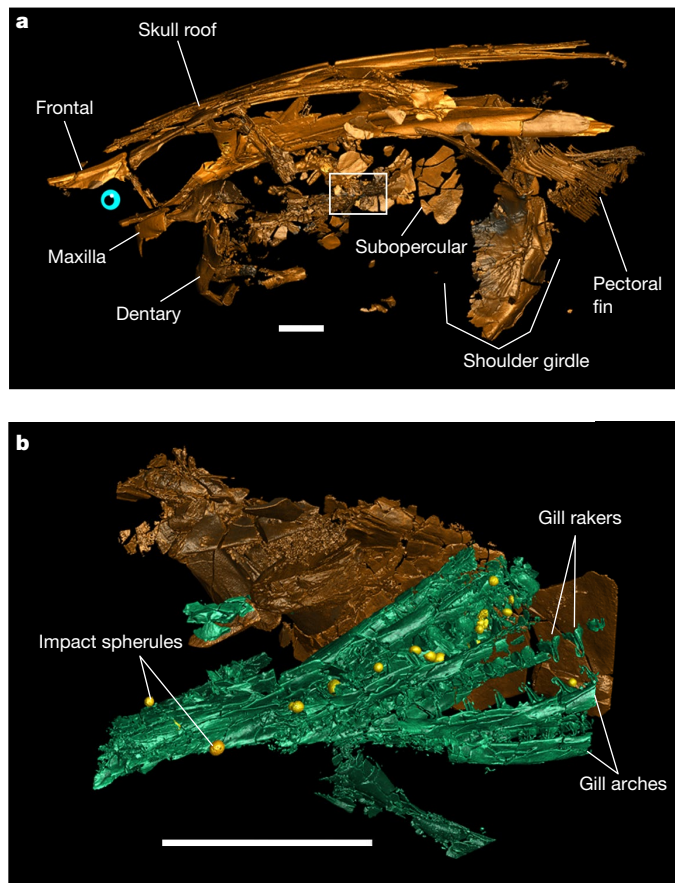 a
Skull roof
Frontal
Maxilla
Subopercular
Dentary
Pectoral
fin
Shoulder girdle
b
Gill rakers
Impact spherules
Gill arches